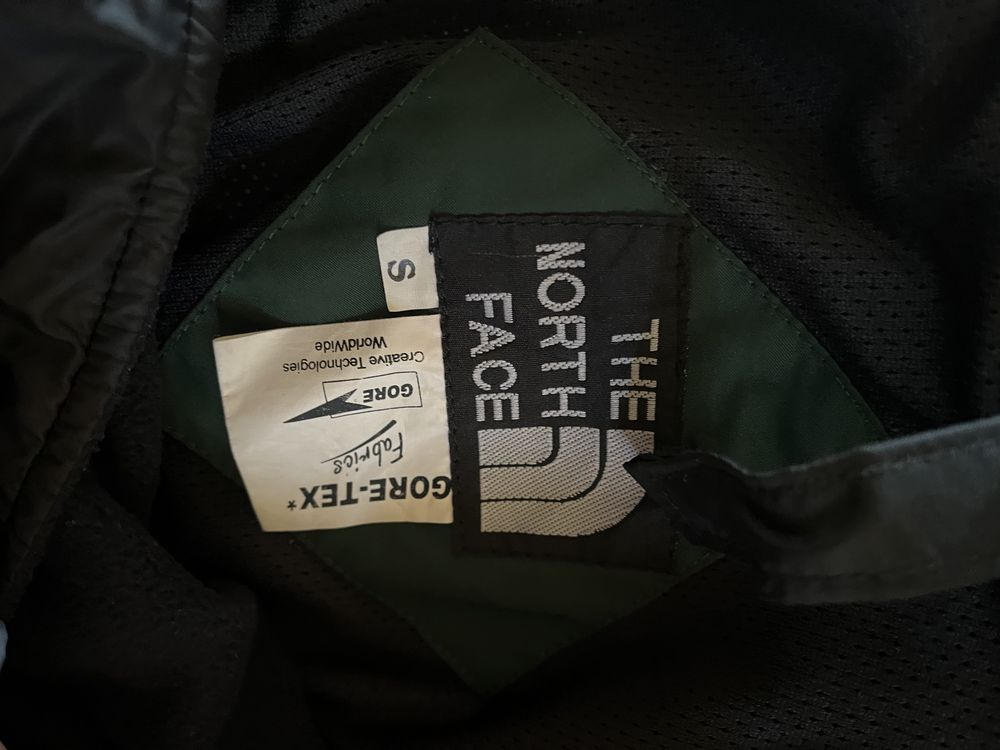 THE
NORTH
FACE
S
GORE-TEX*
Fabrics
GORE
Creative Technologies
WorldWide